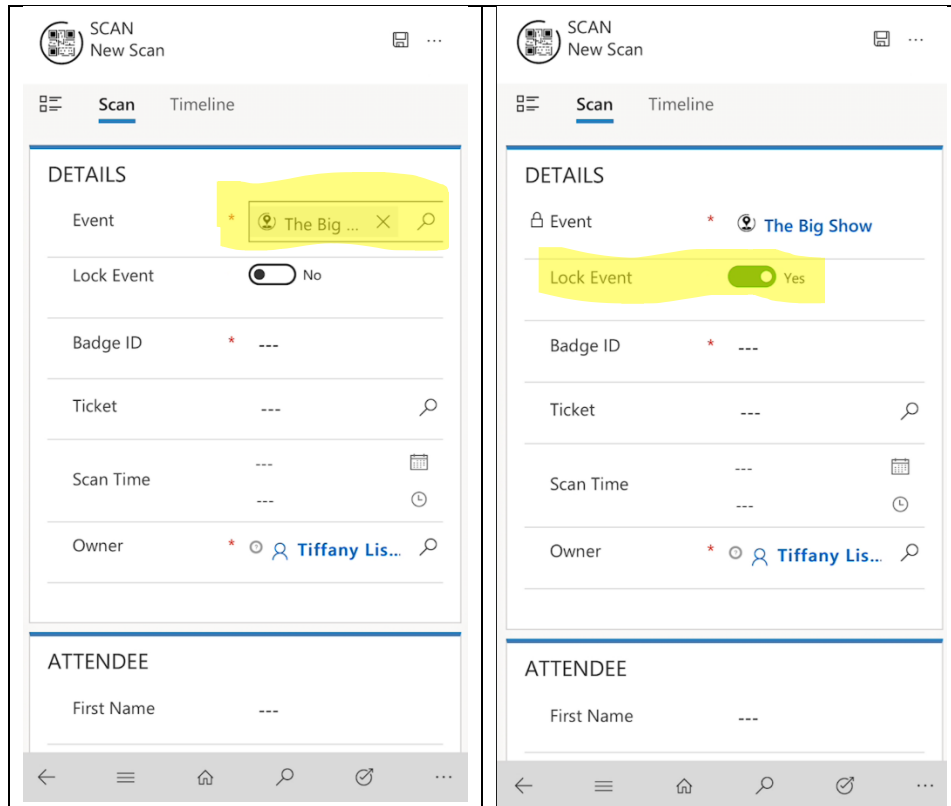 SCAN
New Scan
Scan Timeline
DETAILS
Event * The Big ...
Lock Event No
Badge ID * ---
Ticket ---
Scan Time ---
---
Owner * Tiffany Lis...
ATTENDEE
First Name ---
SCAN
New Scan
Scan Timeline
DETAILS
Event * The Big Show
Lock Event Yes
Badge ID * ---
Ticket ---
Scan Time ---
---
Owner * Tiffany Lis...
ATTENDEE
First Name ---